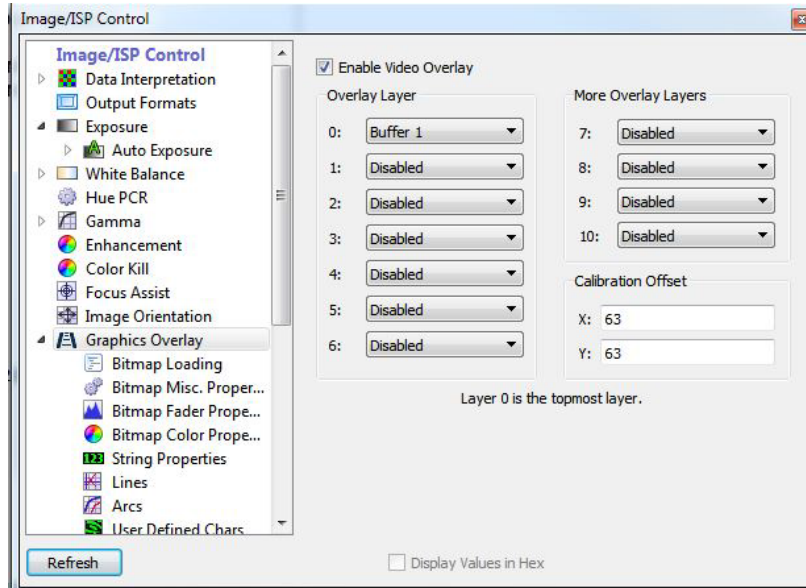 Image/ISP Control
Image/ISP Control
Data Interpretation
Output Formats
Exposure
Auto Exposure
White Balance
Hue PCR
Gamma
Enhancement
Color Kill
Focus Assist
Image Orientation
Graphics Overlay
Bitmap Loading
Bitmap Misc. Proper...
Bitmap Fader Prope...
Bitmap Color Prope...
123 String Properties
Lines
Arcs
User Defined Chars
Refresh
Enable Video Overlay
Overlay Layer
0: Buffer 1
1: Disabled
2: Disabled
3: Disabled
4: Disabled
5: Disabled
6: Disabled
More Overlay Layers
7: Disabled
8: Disabled
9: Disabled
10: Disabled
Calibration Offset
X: 63
Y: 63
Layer 0 is the topmost layer.
Display Values in Hex